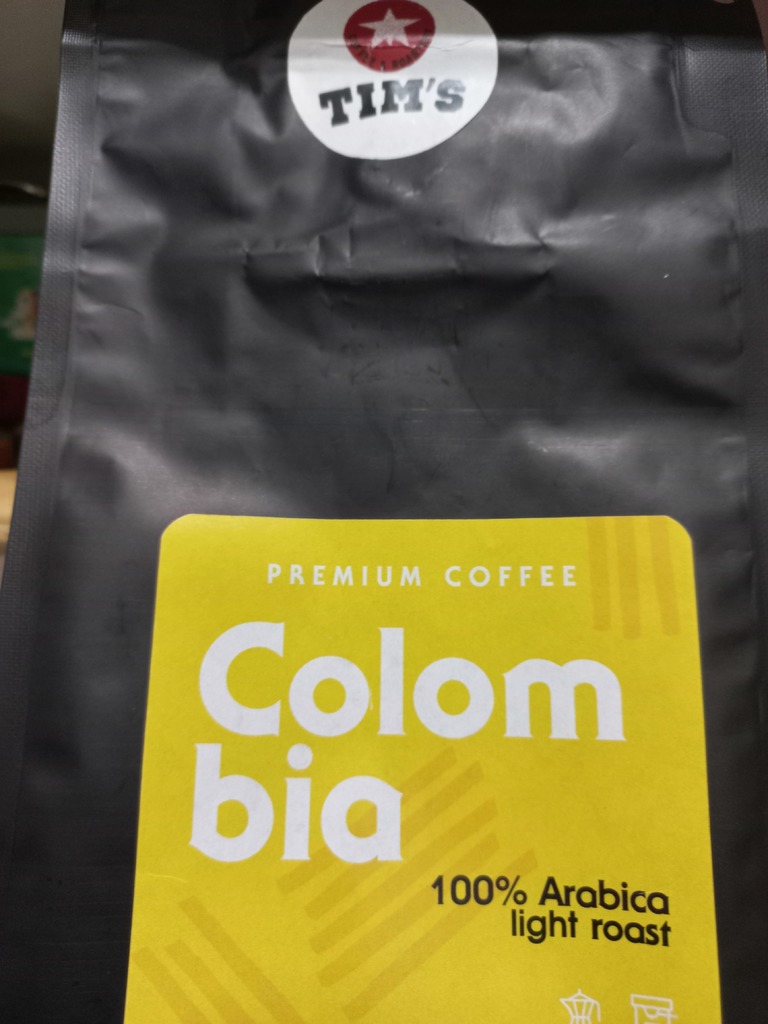 TIM'S
PREMIUM COFFEE
Colom
bia
100% Arabica
light roast